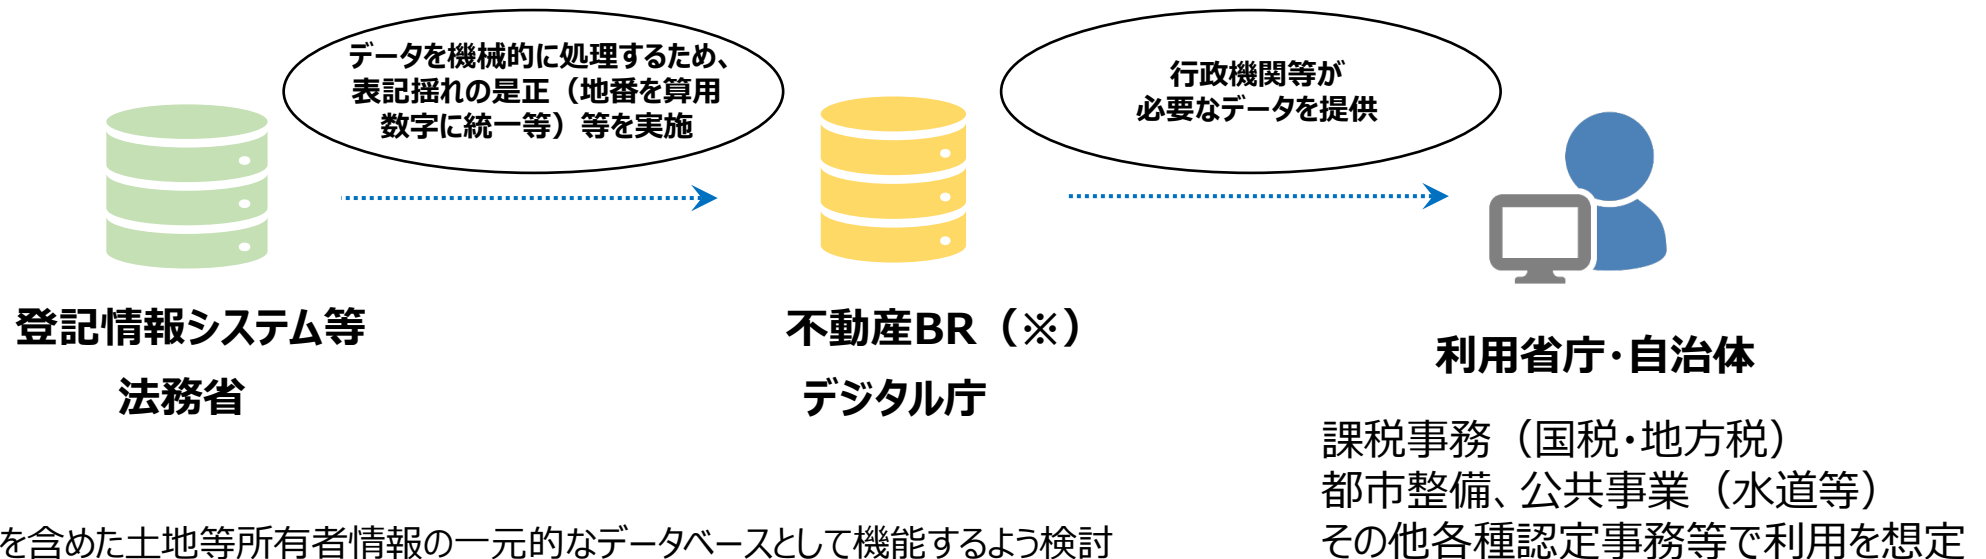 データを機械的に処理するため、
表記揺れの是正（地番を算用
数字に統一等）等を実施
行政機関等が
必要なデータを提供
登記情報システム等
法務省
不動産BR（※）
デジタル庁
利用省庁・自治体
課税事務（国税・地方税）
都市整備、公共事業（水道等）
その他各種認定事務等で利用を想定
を含めた土地等所有者情報の一元的なデータベースとして機能するよう検討